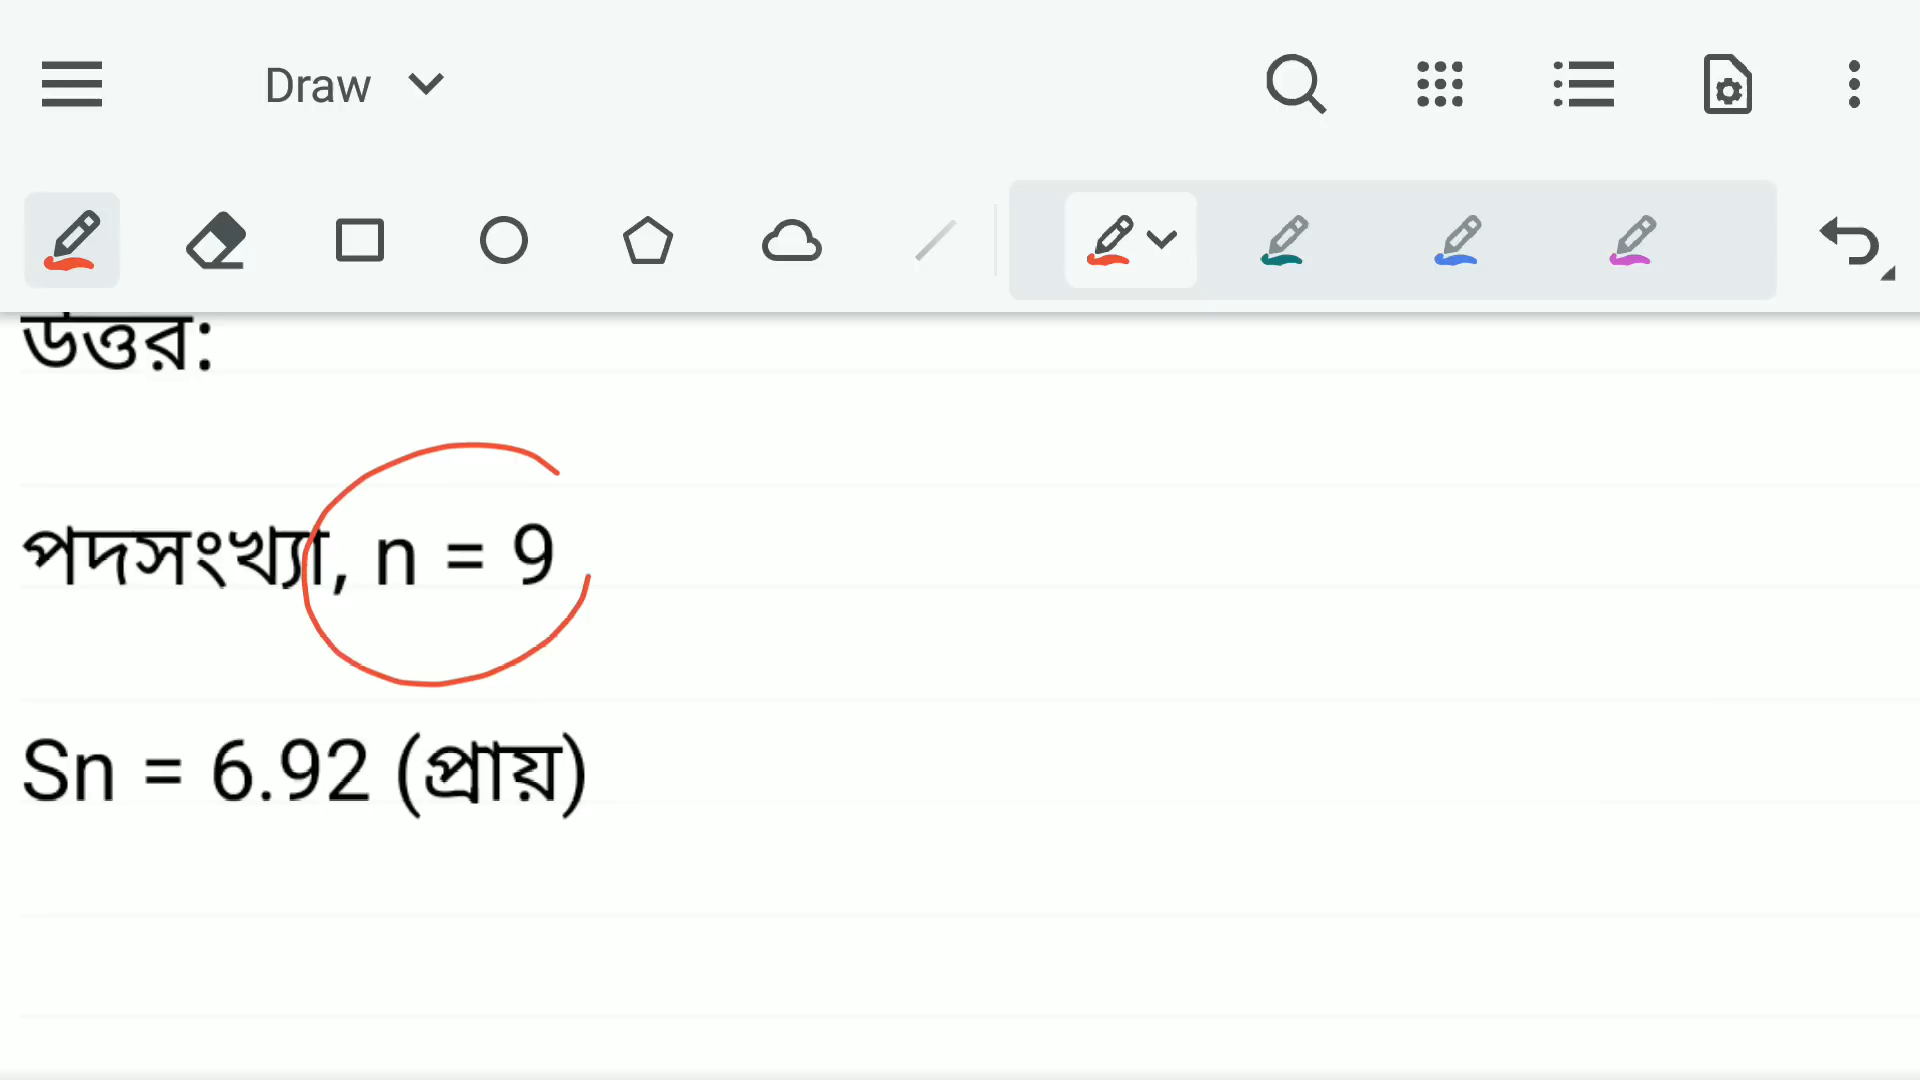 Draw
উত্তর:
পদসংখ্যা, n = 9
Sn = 6.92 (প্রায়)